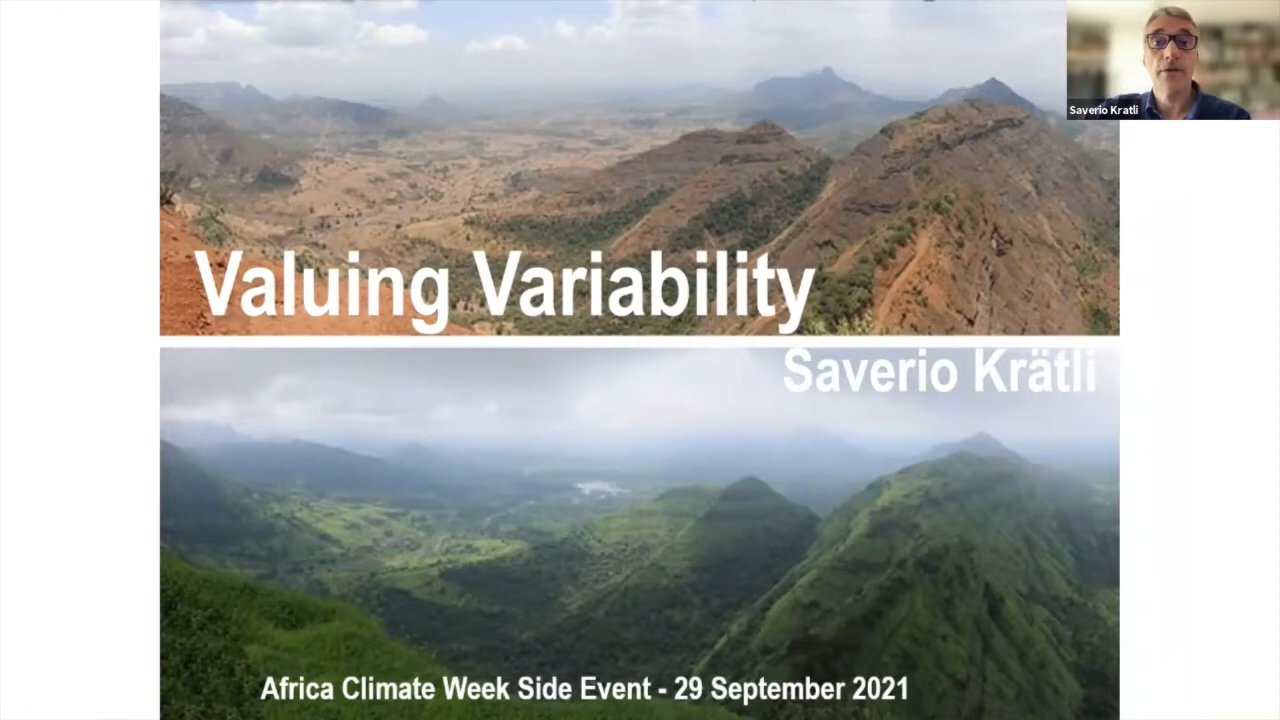 Saverio Kratli
Valuing Variability
Saverio Krätli
Africa Climate Week Side Event - 29 September 2021